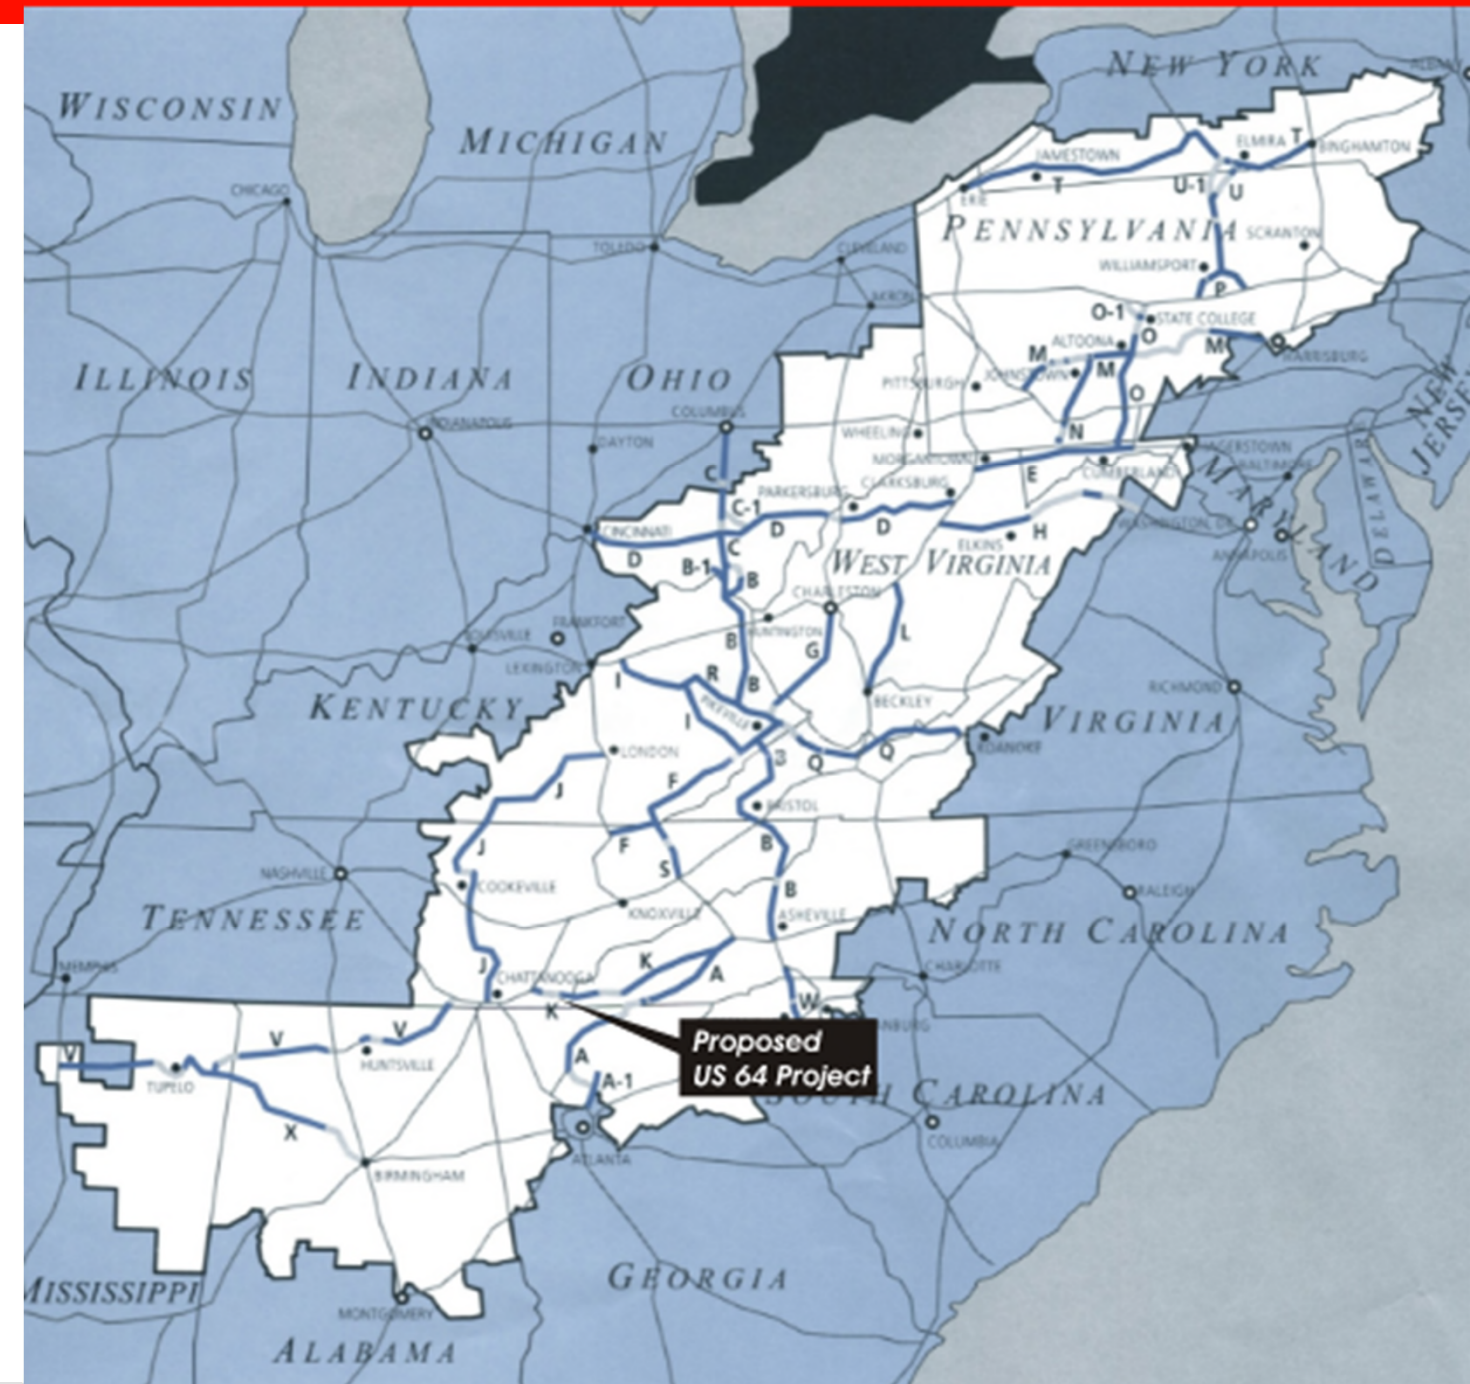 NEW YORK
WISCONSIN
MICHIGAN
ELMIRA
T
BINGHAMTON
JAMESTOWN
T
U-1
U
CHICAGO
ERIE
PENNSYLVANIA
SCRANTON
TOLEDO
CLEVELAND
WILLIAMSPORT
P
AKRON
O-1
STATE COLLEGE
O
ALTOONA
M
M
HARRISBURG
ILLINOIS
INDIANA
OHIO
PITTSBURGH
JOHNSTOWN
M
O
NEW
JERSEY
COLUMBUS
INDIANAPOLIS
DAYTON
WHEELING
N
HAGERSTOWN
MORGANTOWN
BALTIMORE
C
E
CUMBERLAND
MARYLAND
DELAWARE
PARKERSBURG
CLARKSBURG
C-1
D
D
CINCINNATI
H
WASHINGTON D.C.
C
ELKINS
ANNAPOLIS
D
B-1
B
WEST VIRGINIA
CHARLESTON
FRANKFORT
LOUISVILLE
HUNTINGTON
L
B
G
LEXINGTON
I
R
B
PIKEVILLE
BECKLEY
RICHMOND
KENTUCKY
I
VIRGINIA
LONDON
B
Q
Q
ROANOKE
J
F
BRISTOL
J
F
B
GREENSBORO
S
NASHVILLE
COOKEVILLE
B
RALEIGH
KNOXVILLE
ASHEVILLE
TENNESSEE
NORTH CAROLINA
MEMPHIS
J
CHATTANOOGA
K
A
CHARLOTTE
K
W
V
V
V
HUNTSVILLE
Proposed
US 64 Project
TUPELO
A
A-1
SOUTH CAROLINA
X
COLUMBIA
ATLANTA
BIRMINGHAM
MISSISSIPPI
GEORGIA
MONTGOMERY
ALABAMA